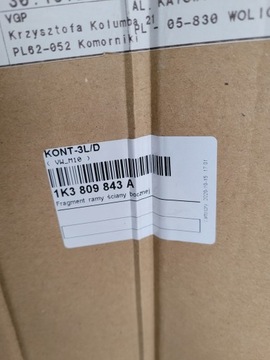 VGP
Krzysztofa Kolumba 21
PL62-052 Komorniki
AL.
PL - 05-830 WOLIC
KONT-3L/D
( VW_M10 )
1K3 809 843 A
Fragment ramy ściany bocznej